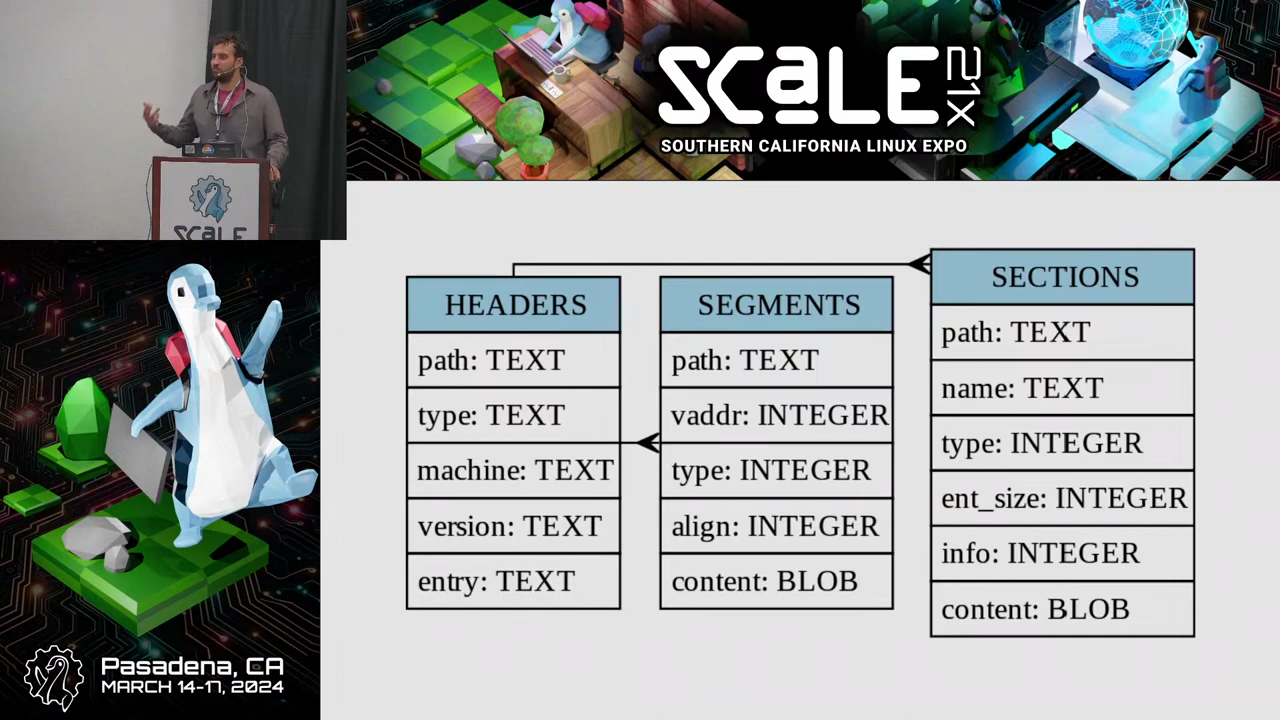 SCALE 21X
SOUTHERN CALIFORNIA LINUX EXPO
SCALE
HEADERS
path: TEXT
type: TEXT
machine: TEXT
version: TEXT
entry: TEXT
SEGMENTS
path: TEXT
vaddr: INTEGER
type: INTEGER
align: INTEGER
content: BLOB
SECTIONS
path: TEXT
name: TEXT
type: INTEGER
ent_size: INTEGER
info: INTEGER
content: BLOB
Pasadena, CA
MARCH 14-17, 2024